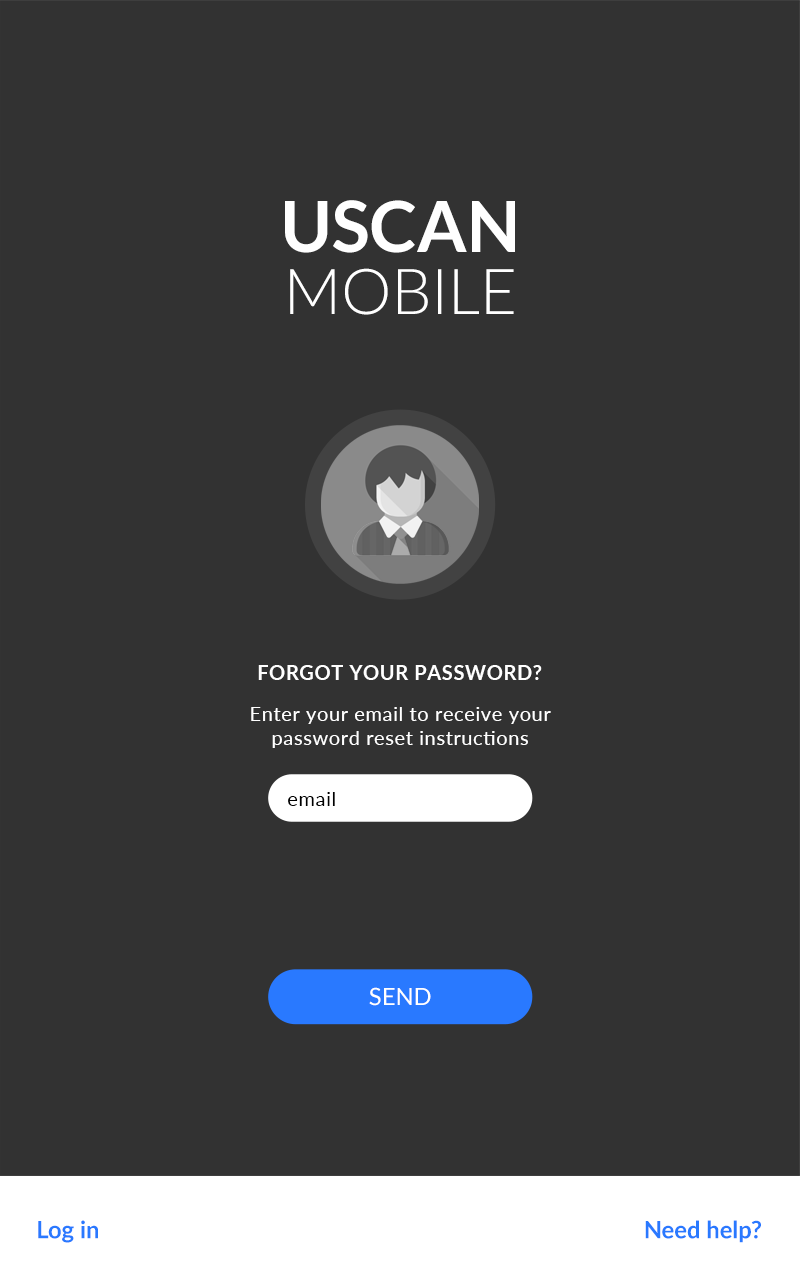 USCAN
MOBILE
FORGOT YOUR PASSWORD?
Enter your email to receive your
password reset instructions
email
SEND
Log in
Need help?